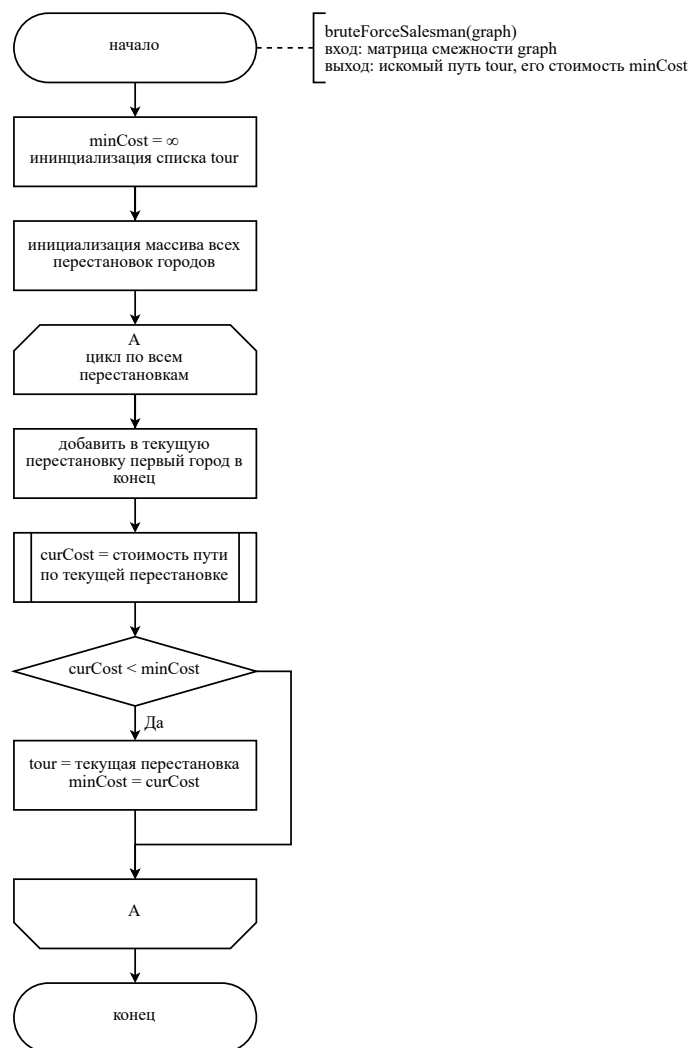 начало
bruteForceSalesman(graph)
вход: матрица смежности graph
выход: искомый путь tour, его стоимость minCost
minCost = ∞
ининциализация списка tour
инициализация массива всех
перестановок городов
А
цикл по всем
перестановкам
добавить в текущую
перестановку первый город в
конец
curCost = стоимость пути
по текущей перестановке
curCost < minCost
Да
tour = текущая перестановка
minCost = curCost
А
конец